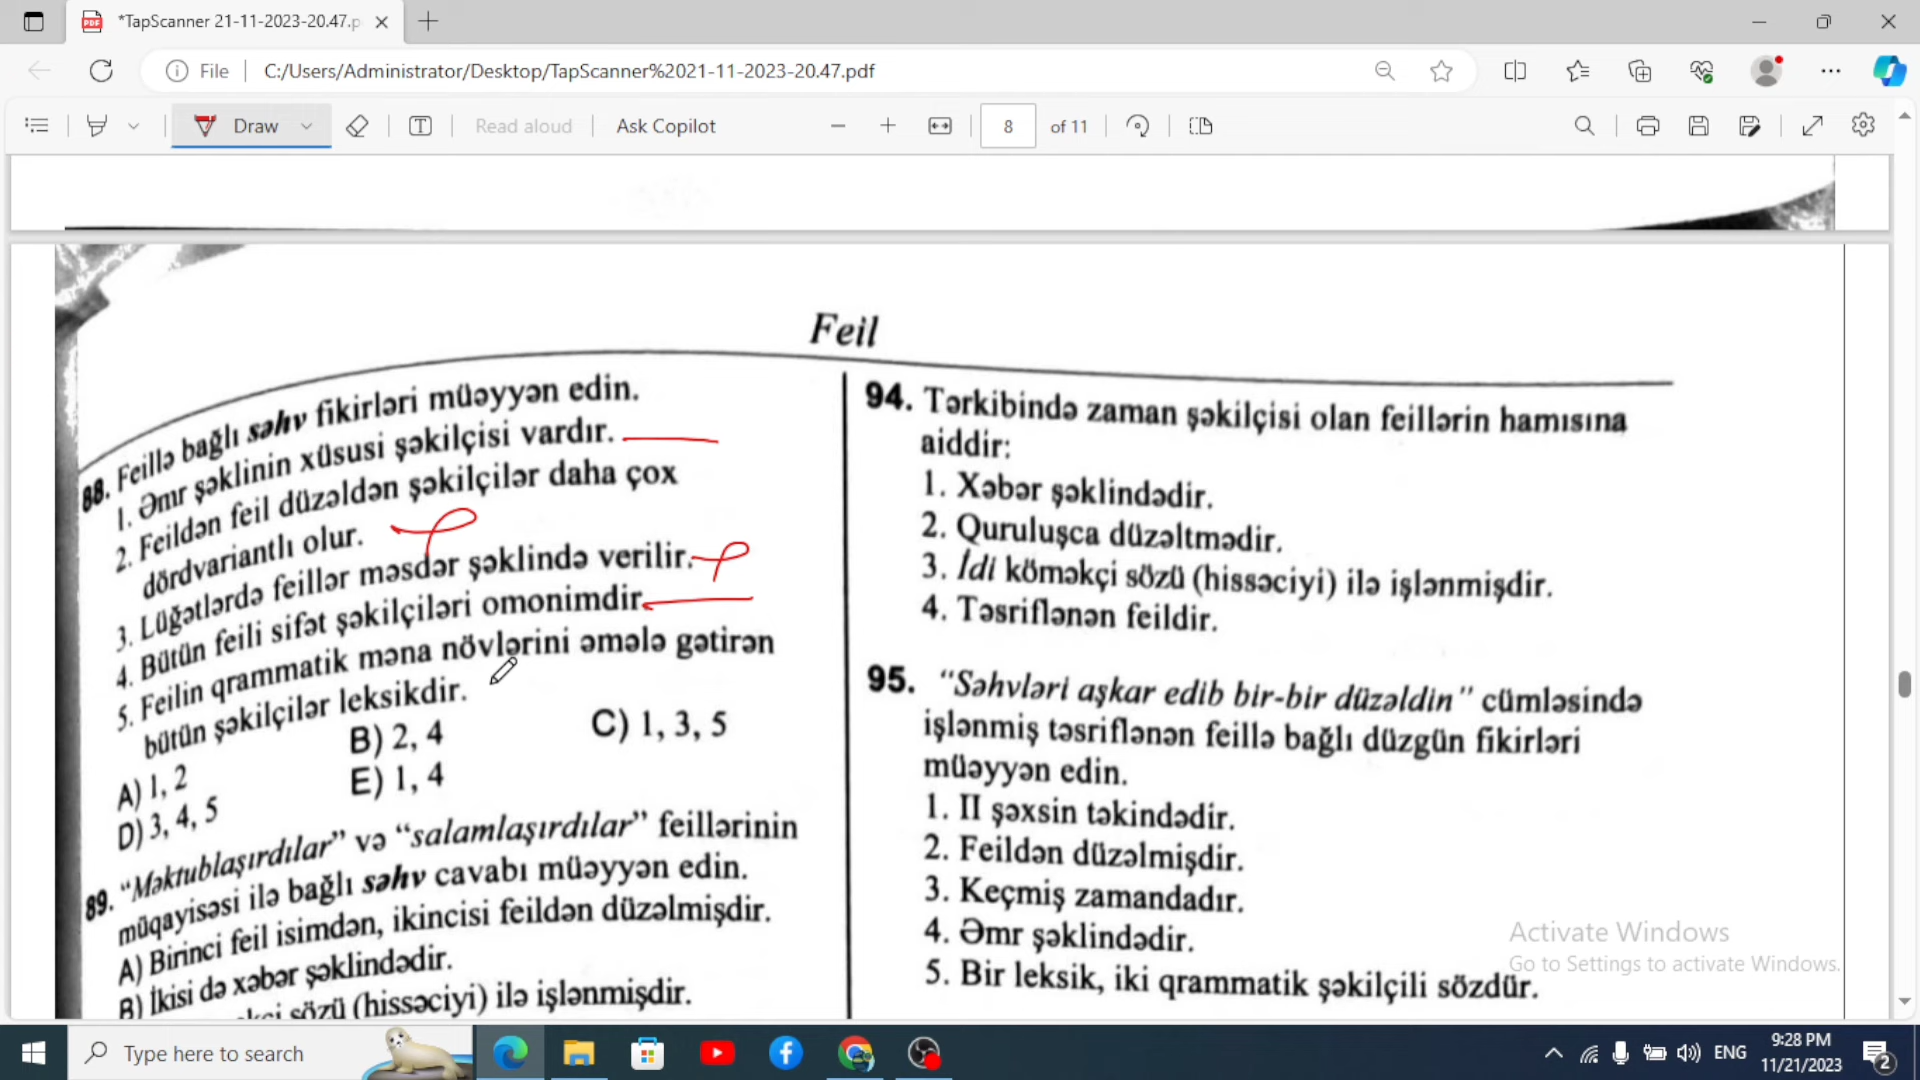 *TapScanner 21-11-2023-20.47.p
File
C:/Users/Administrator/Desktop/TapScanner%2021-11-2023-20.47.pdf
Draw
Read aloud
Ask Copilot
8
of 11
Feil
88. Feillə bağlı səhv fikirləri müəyyən edin.
1. Əmr şəklinin xüsusi şəkilçisi vardır.
2. Feildən feil düzəldən şəkilçilər daha çox
dördvariantlı olur.
3. Lüğətlərdə feillər məsdər şəklində verilir.
4. Bütün feili sifət şəkilçiləri omonimdir.
5. Feilin qrammatik məna növlərini əmələ gətirən
bütün şəkilçilər leksikdir.
A) 1, 2
B) 2, 4
C) 1, 3, 5
D) 3, 4, 5
E) 1, 4
89. "Məktublaşırdılar" və "salamlaşırdılar" feillərinin
müqayisəsi ilə bağlı səhv cavabı müəyyən edin.
A) Birinci feil isimdən, ikincisi feildən düzəlmişdir.
B) İkisi də xəbər şəklindədir.
sözü (hissəciyi) ilə işlənmişdir.
94. Tərkibində zaman şəkilçisi olan feillərin hamısına
aiddir:
1. Xəbər şəklindədir.
2. Quruluşca düzəltmədir.
3. İdi köməkçi sözü (hissəciyi) ilə işlənmişdir.
4. Təsriflənən feildir.
95. "Səhvləri aşkar edib bir-bir düzəldin" cümləsində
işlənmiş təsriflənən feillə bağlı düzgün fikirləri
müəyyən edin.
1. II şəxsin təkindədir.
2. Feildən düzəlmişdir.
3. Keçmiş zamandadır.
4. Əmr şəklindədir.
5. Bir leksik, iki qrammatik şəkilçili sözdür.
Activate Windows
Go to Settings to activate Windows.
Type here to search
ENG
9:28 PM
11/21/2023
2